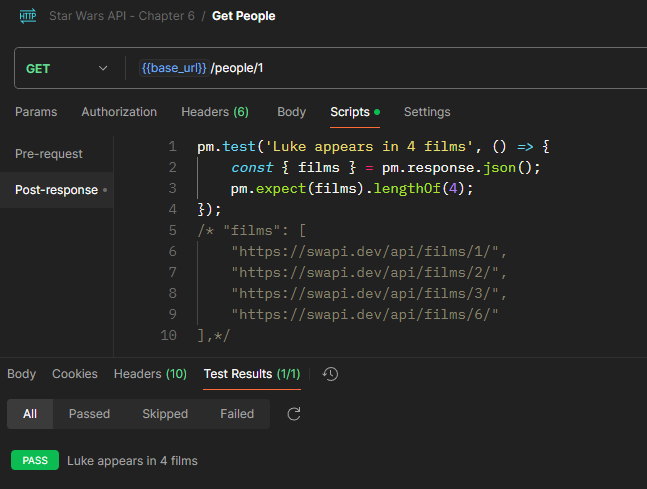 HTTP Star Wars API - Chapter 6 / Get People
GET {{base_url}} /people/1
Params Authorization Headers (6) Body Scripts Settings
Pre-request
Post-response
1 pm.test('Luke appears in 4 films', () => {
2     const { films } = pm.response.json();
3     pm.expect(films).lengthOf(4);
4 });
5 /* "films": [
6     "https://swapi.dev/api/films/1/",
7     "https://swapi.dev/api/films/2/",
8     "https://swapi.dev/api/films/3/",
9     "https://swapi.dev/api/films/6/"
10 ],*/
Body Cookies Headers (10) Test Results (1/1)
All Passed Skipped Failed
PASS Luke appears in 4 films